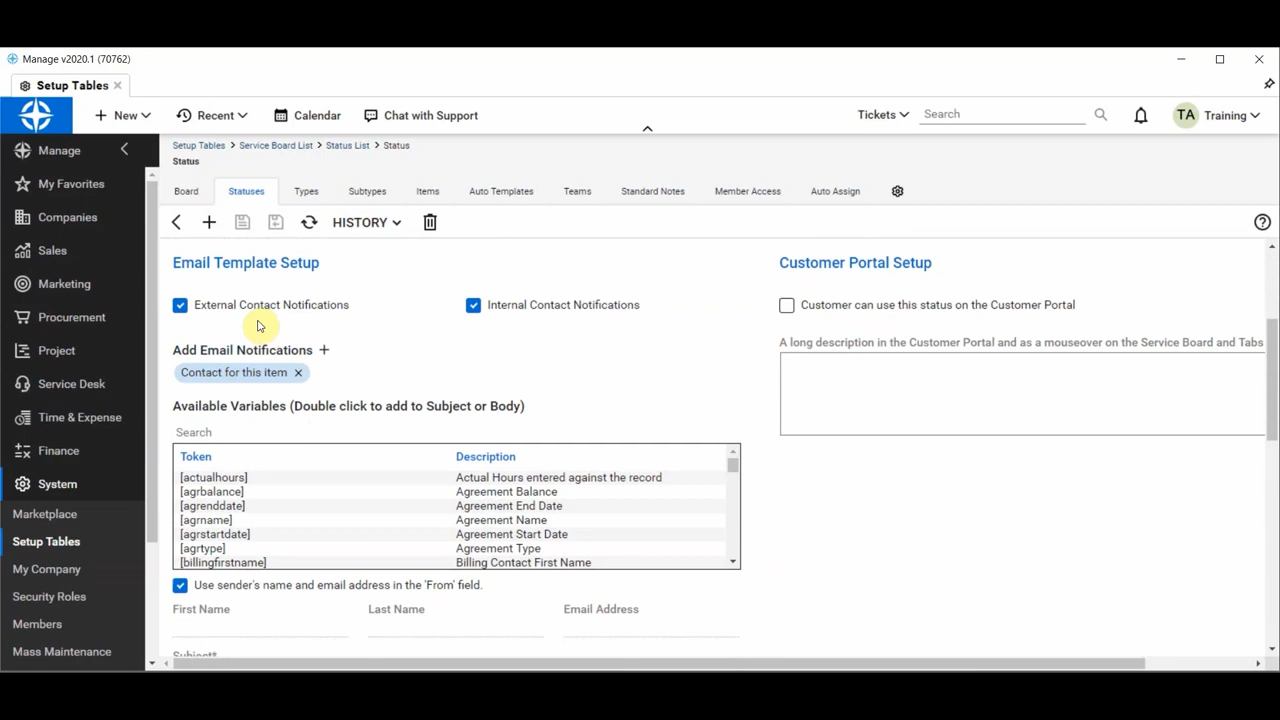 Manage v2020.1 (70762)
Setup Tables
New Recent Calendar Chat with Support Tickets Search TA Training
Manage
My Favorites
Companies
Sales
Marketing
Procurement
Project
Service Desk
Time & Expense
Finance
System
Marketplace
Setup Tables
My Company
Security Roles
Members
Mass Maintenance
Setup Tables > Service Board List > Status List > Status
Status
Board Statuses Types Subtypes Items Auto Templates Teams Standard Notes Member Access Auto Assign
HISTORY
Email Template Setup
External Contact Notifications Internal Contact Notifications
Add Email Notifications +
Contact for this item
Available Variables (Double click to add to Subject or Body)
Search
Token Description
[actualhours] Actual Hours entered against the record
[agrbalance] Agreement Balance
[agrenddate] Agreement End Date
[agrname] Agreement Name
[agrstartdate] Agreement Start Date
[agrtype] Agreement Type
[billingfirstname] Billing Contact First Name
Use sender's name and email address in the 'From' field.
First Name Last Name Email Address
Subject*
Customer Portal Setup
Customer can use this status on the Customer Portal
A long description in the Customer Portal and as a mouseover on the Service Board and Tabs